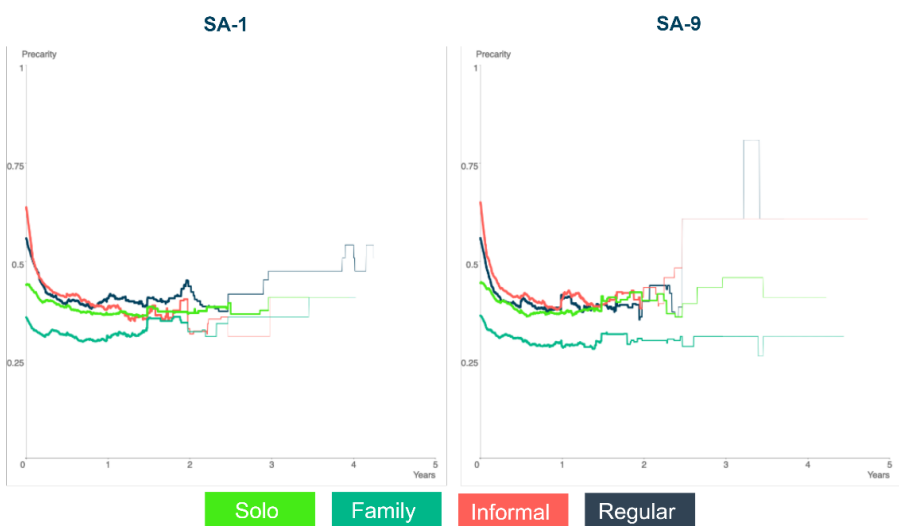 SA-1
SA-9
Precarity
Precarity
1
1
0.75
0.75
0.5
0.5
0.25
0.25
0 1 2 3 4 5
0 1 2 3 4 5
Years
Years
Solo Family Informal Regular